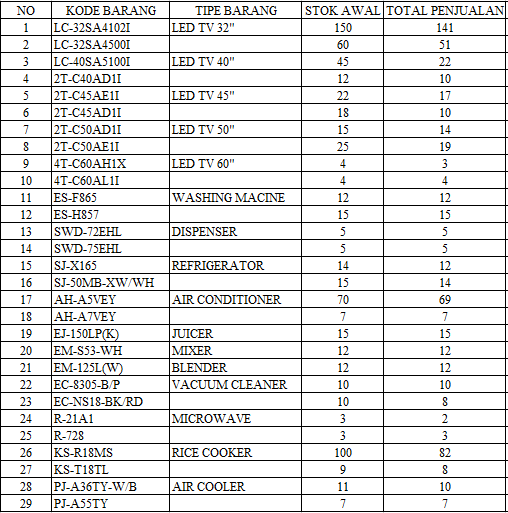 NO KODE BARANG TIPE BARANG STOK AWAL TOTAL PENJUALAN
1 LC-32SA4102I LED TV 32" 150 141
2 LC-32SA4500I 60 51
3 LC-40SA5100I LED TV 40" 45 22
4 2T-C40AD1I 12 10
5 2T-C45AE1I LED TV 45" 22 17
6 2T-C45AD1I 18 10
7 2T-C50AD1I LED TV 50" 15 14
8 2T-C50AE1I 25 19
9 4T-C60AH1X LED TV 60" 4 3
10 4T-C60AL1I 4 4
11 ES-F865 WASHING MACINE 12 12
12 ES-H857 15 15
13 SWD-72EHL DISPENSER 5 5
14 SWD-75EHL 5 5
15 SJ-X165 REFRIGERATOR 14 12
16 SJ-50MB-XW/WH 15 14
17 AH-A5VEY AIR CONDITIONER 70 69
18 AH-A7VEY 7 7
19 EJ-150LP(K) JUICER 15 15
20 EM-S53-WH MIXER 12 12
21 EM-125L(W) BLENDER 12 12
22 EC-8305-B/P VACUUM CLEANER 10 10
23 EC-NS18-BK/RD 10 8
24 R-21A1 MICROWAVE 3 2
25 R-728 3 3
26 KS-R18MS RICE COOKER 100 82
27 KS-T18TL 9 8
28 PJ-A36TY-W/B AIR COOLER 11 10
29 PJ-A55TY 7 7